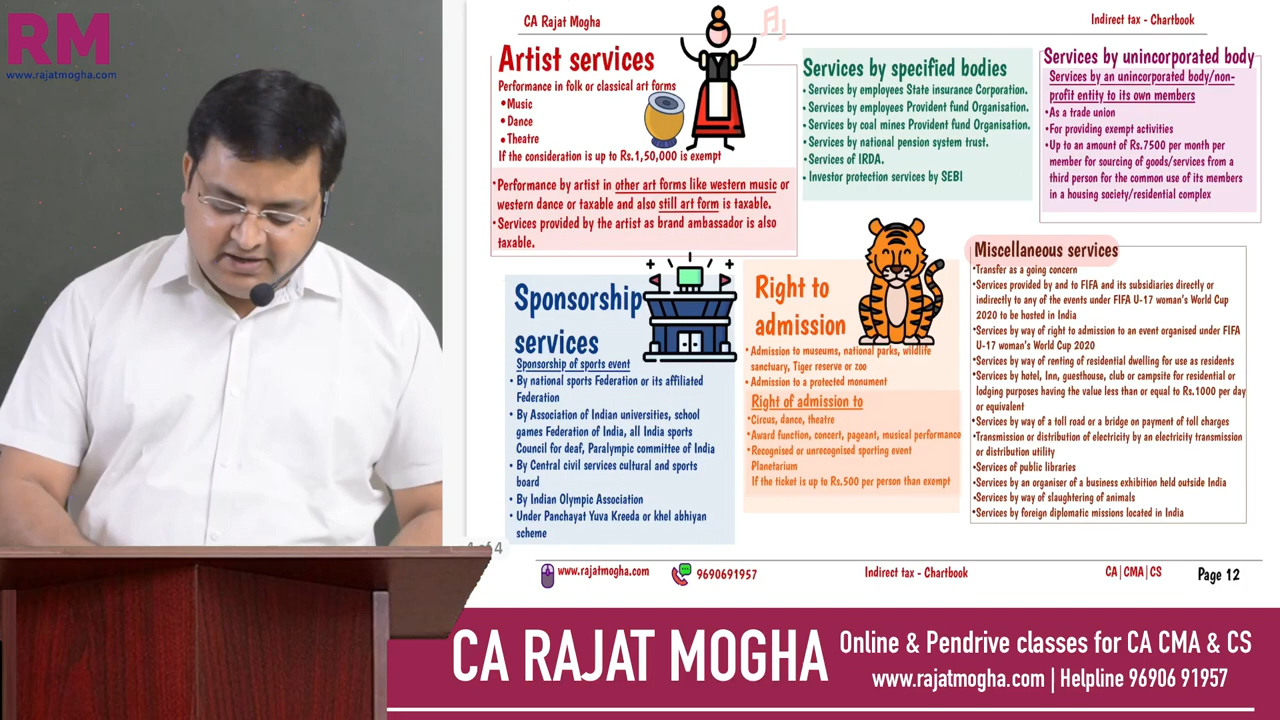 RM
www.rajatmogha.com
CA Rajat Mogha
Indirect tax - Chartbook
Artist services
Performance in folk or classical art forms
•Music
•Dance
•Theatre
If the consideration is up to Rs.1,50,000 is exempt
•Performance by artist in other art forms like western music or
western dance or taxable and also still art form is taxable.
•Services provided by the artist as brand ambassador is also
taxable.
Services by specified bodies
•Services by employees State insurance Corporation.
•Services by employees Provident fund Organisation.
•Services by coal mines Provident fund Organisation.
•Services by national pension system trust.
•Services of IRDA.
• Investor protection services by SEBI
Services by unincorporated body
Services by an unincorporated body/non-
profit entity to its own members
•As a trade union
•For providing exempt activities
•Up to an amount of Rs.7500 per month per
member for sourcing of goods/services from a
third person for the common use of its members
in a housing society/residential complex
Sponsorship
services
Sponsorship of sports event
• By national sports Federation or its affiliated
Federation
• By Association of Indian universities, school
games Federation of India, all India sports
Council for deaf, Paralympic committee of India
• By Central civil services cultural and sports
board
• By Indian Olympic Association
• Under Panchayat Yuva Kreeda or khel abhiyan
scheme
Right to
admission
• Admission to museums, national parks, wildlife
sanctuary, Tiger reserve or zoo
• Admission to a protected monument
Right of admission to
•Circus, dance, theatre
•Award function, concert, pageant, musical performance
•Recognised or unrecognised sporting event
Planetarium
If the ticket is up to Rs.500 per person than exempt
Miscellaneous services
•Transfer as a going concern
•Services provided by and to FIFA and its subsidiaries directly or
indirectly to any of the events under FIFA U-17 woman's World Cup
2020 to be hosted in India
•Services by way of right to admission to an event organised under FIFA
U-17 woman's World Cup 2020
•Services by way of renting of residential dwelling for use as residents
•Services by hotel, Inn, guesthouse, club or campsite for residential or
lodging purposes having the value less than or equal to Rs.1000 per day
or equivalent
•Services by way of a toll road or a bridge on payment of toll charges
•Transmission or distribution of electricity by an electricity transmission
or distribution utility
•Services of public libraries
•Services by an organiser of a business exhibition held outside India
•Services by way of slaughtering of animals
•Services by foreign diplomatic missions located in India
www.rajatmogha.com
9690691957
Indirect tax - Chartbook
CA | CMA | CS
Page 12
CA RAJAT MOGHA
Online & Pendrive classes for CA CMA & CS
www.rajatmogha.com | Helpline 96906 91957